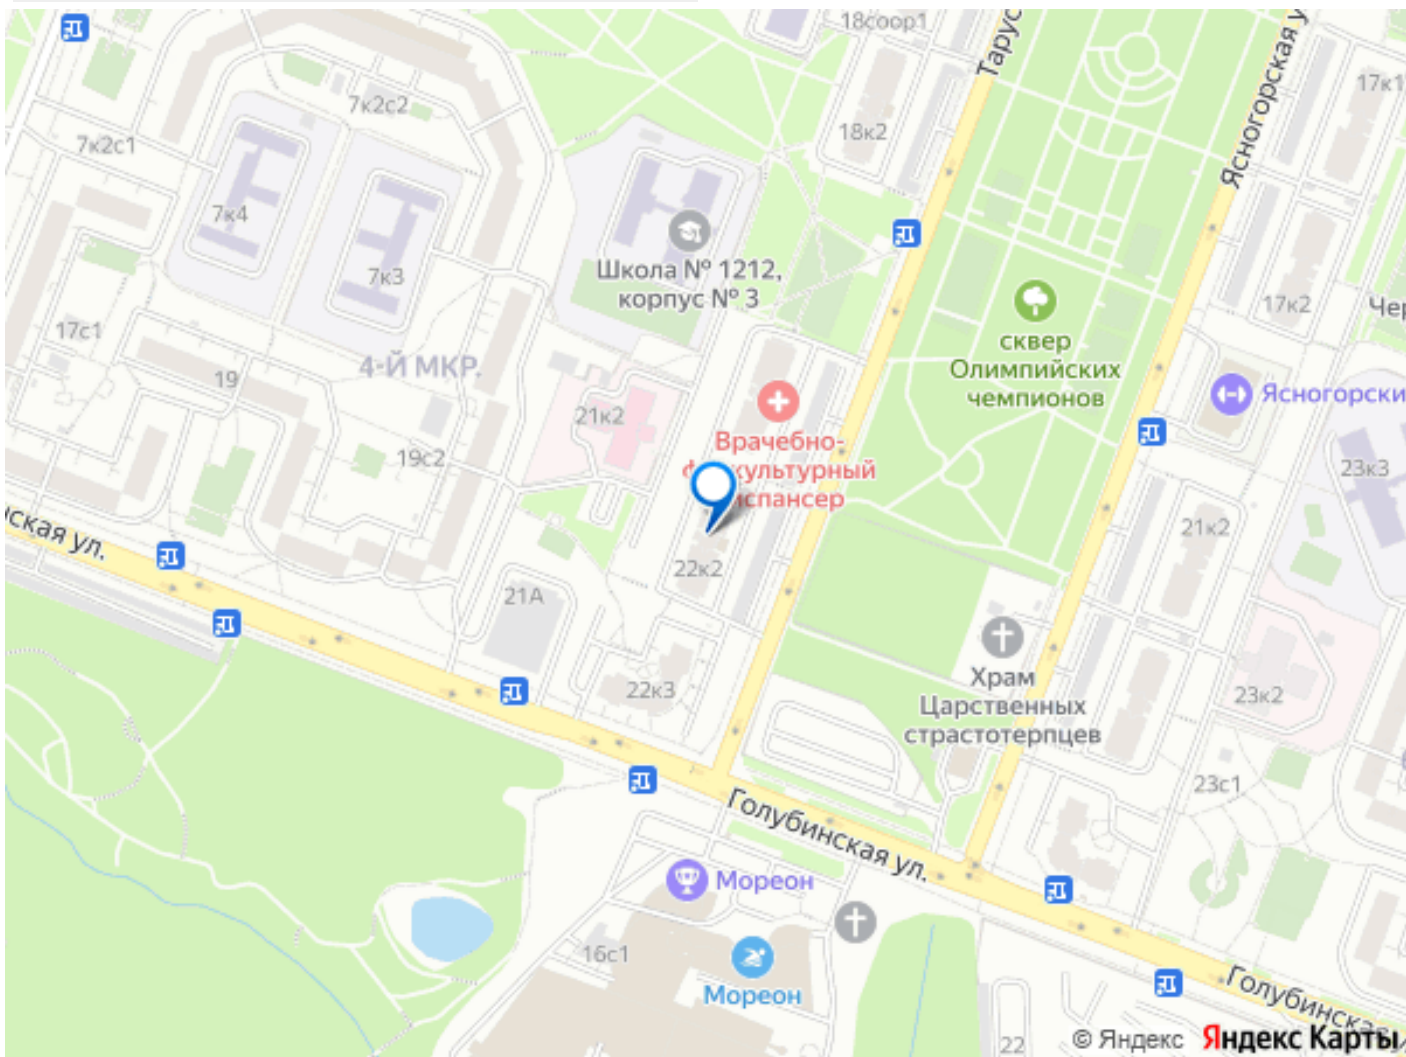 18соор1
Тарус
Ясногорская у
17к1
7к2с2
18к2
7к2с1
7к4
Школа № 1212,
корпус № 3
7к3
17к2
Чер
17с1
сквер
Олимпийских
чемпионов
4-Й МКР.
19
Ясногорски
21к2
Врачебно-
культурный
испансер
19с2
23к3
ская ул.
21к2
22к2
21А
Храм
Царственных
страстотерпцев
22к3
23к2
23с1
Голубинская ул.
Мореон
16с1
Мореон
Голубинская
22
© Яндекс Яндекс Карты